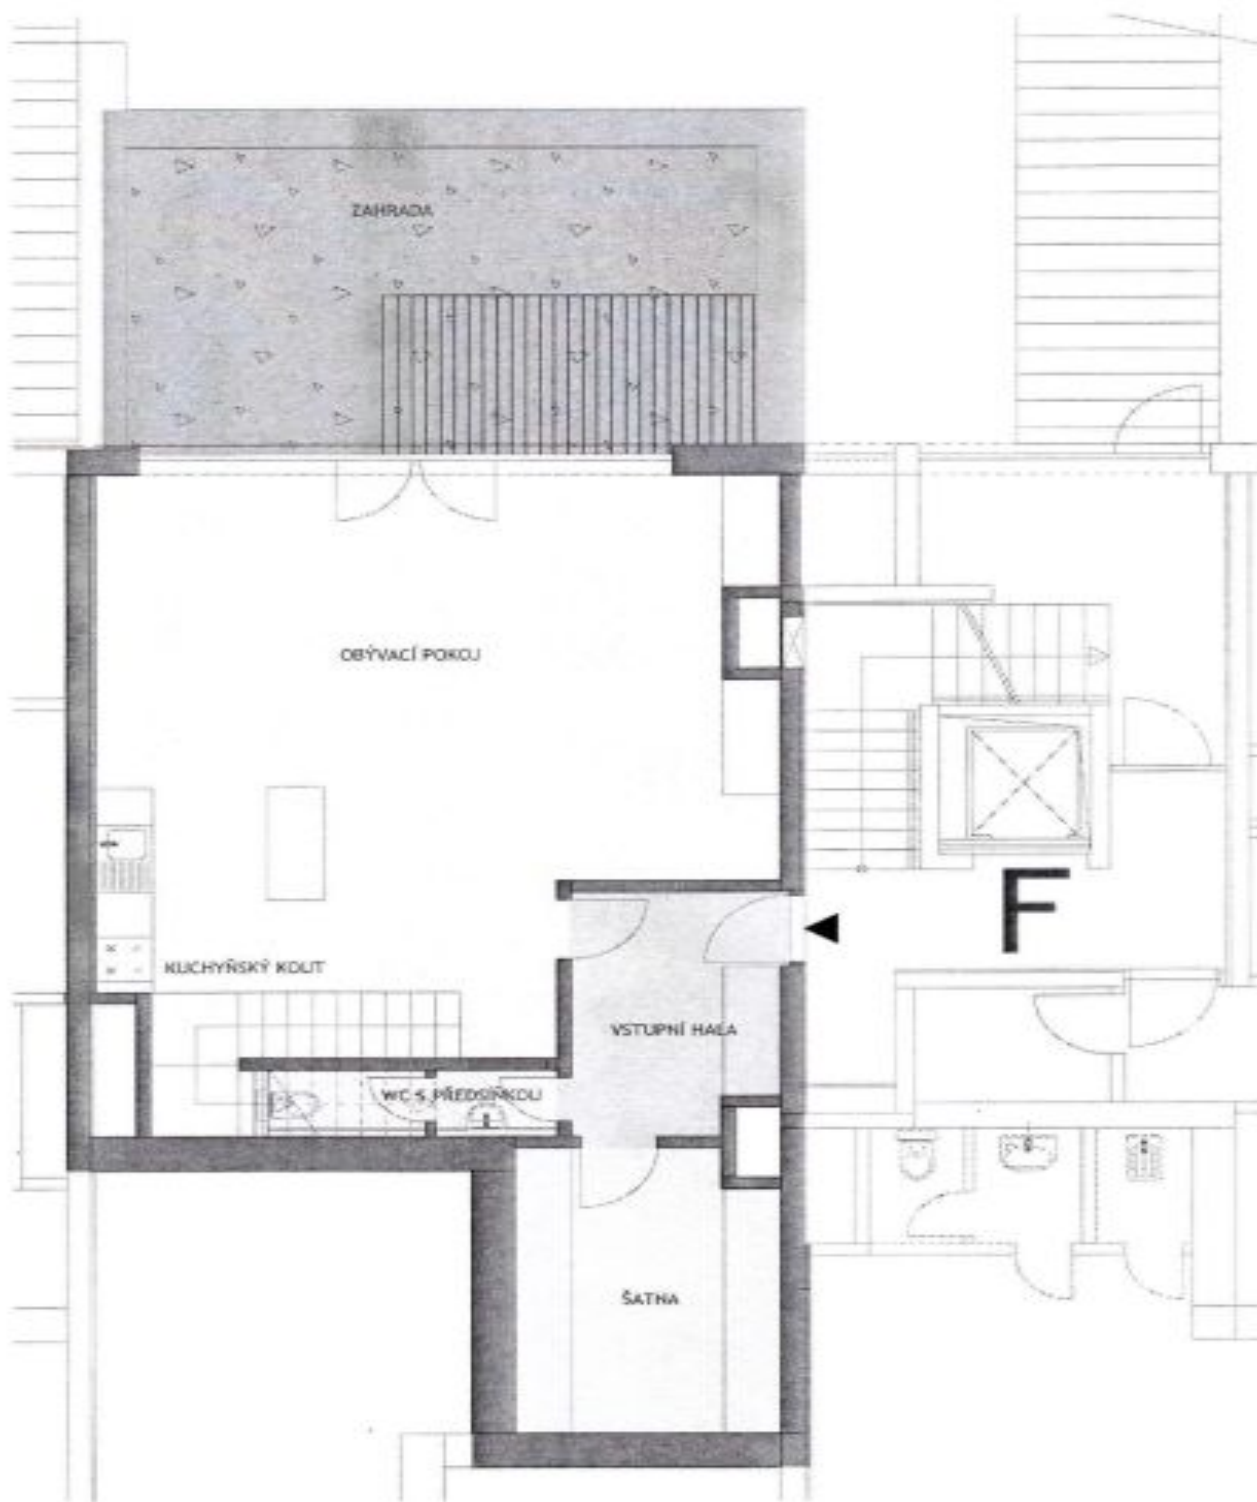 ZAHRADA
OBÝVACÍ POKOJ
F
KUCHYŇSKÝ KOUT
VSTUPNÍ HALA
WC S PŘEDSÍŇKOU
ŠATNA